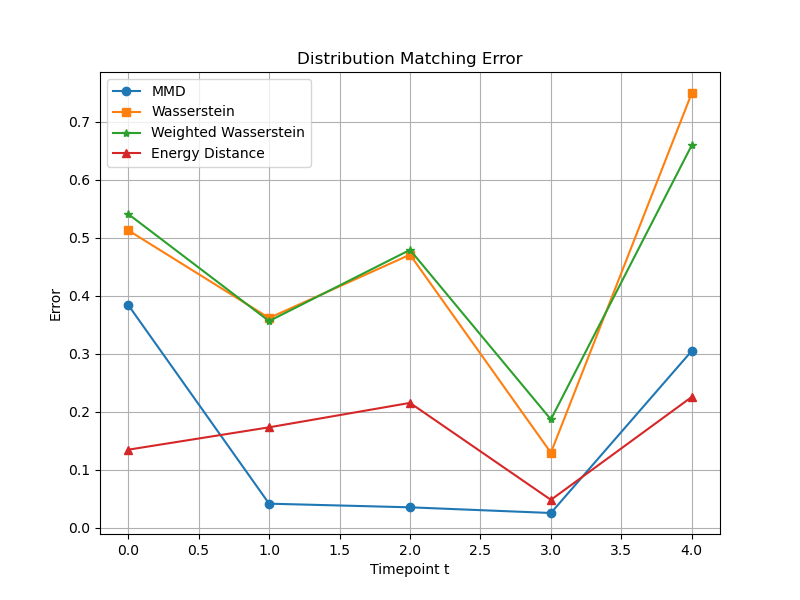 Distribution Matching Error
MMD
Wasserstein
Weighted Wasserstein
Energy Distance
Error
0.7
0.6
0.5
0.4
0.3
0.2
0.1
0.0
0.0 0.5 1.0 1.5 2.0 2.5 3.0 3.5 4.0
Timepoint t